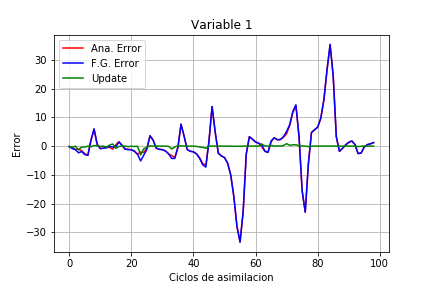 Variable 1
Ana. Error
F.G. Error
Update
Error
30
20
10
0
−10
−20
−30
0 20 40 60 80 100
Ciclos de asimilacion